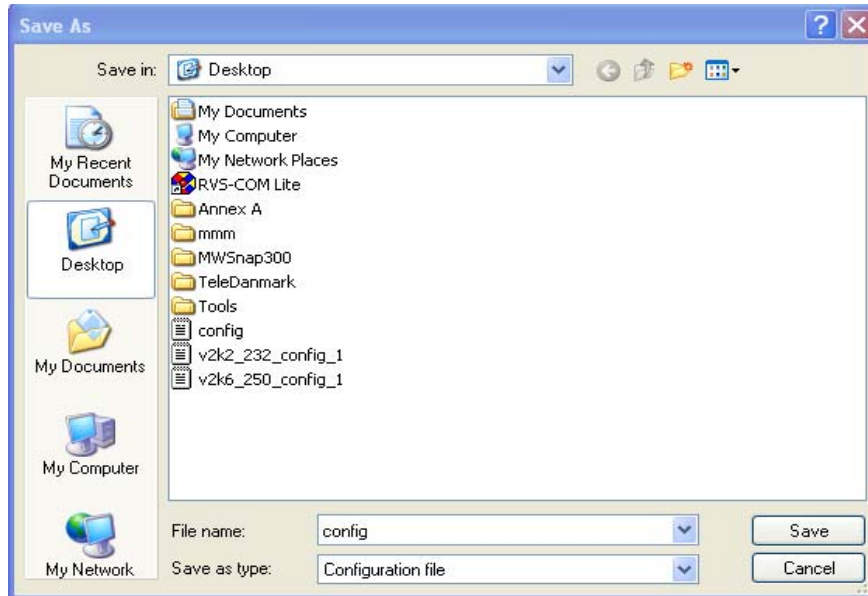 Save As
Save in: Desktop
My Recent
Documents
Desktop
My Documents
My Computer
My Network
My Documents
My Computer
My Network Places
RVS-COM Lite
Annex A
mmm
MWSnap300
TeleDanmark
Tools
config
v2k2_232_config_1
v2k6_250_config_1
File name: config Save
Save as type: Configuration file Cancel